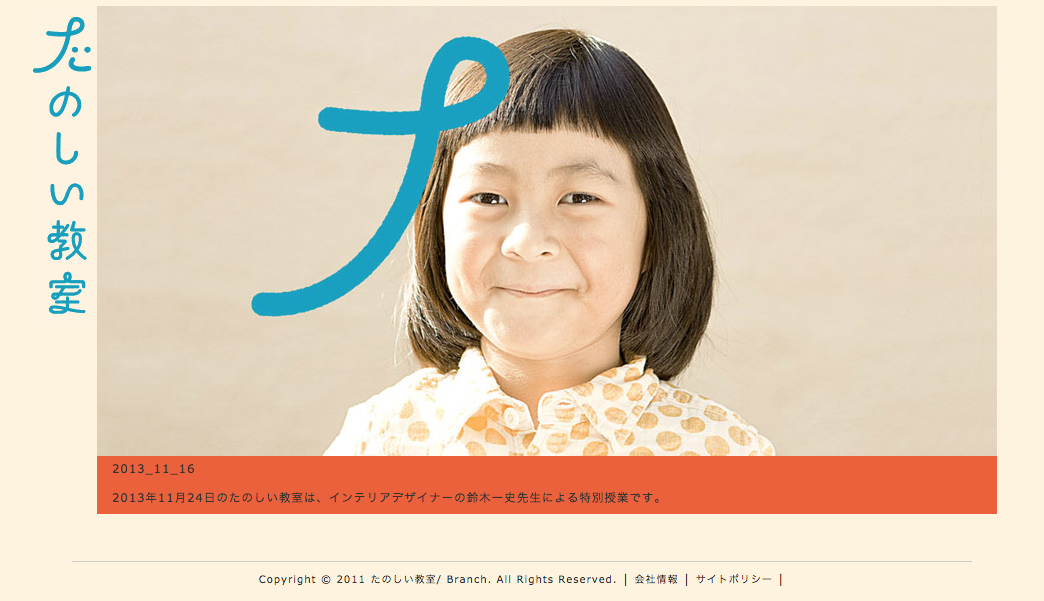 たのしい教室
2013_11_16
2013年11月24日のたのしい教室は、インテリアデザイナーの鈴木一史先生による特別授業です。
Copyright © 2011 たのしい教室/ Branch. All Rights Reserved. | 会社情報 | サイトポリシー |